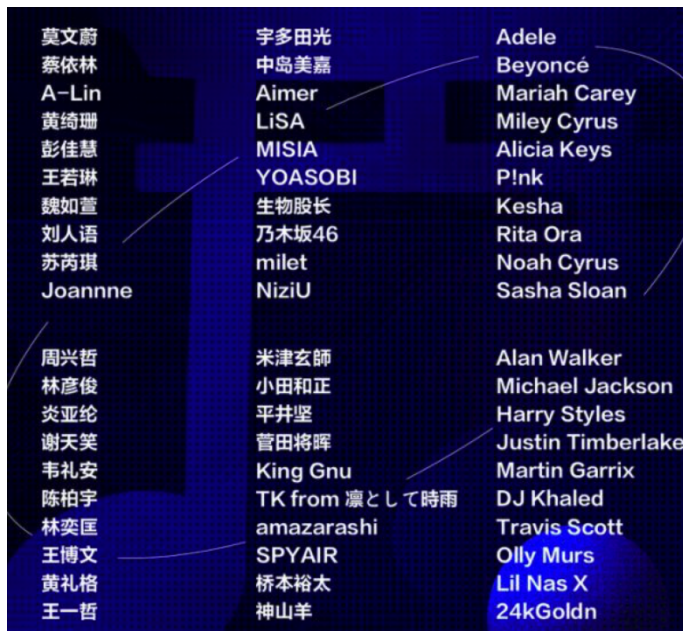 莫文蔚
蔡依林
A-Lin
黄绮珊
彭佳慧
王若琳
魏如萱
刘人语
苏芮琪
Joannne
周兴哲
林彦俊
炎亚纶
谢天笑
韦礼安
陈柏宇
林奕匡
王博文
黄礼格
王一哲
宇多田光
中岛美嘉
Aimer
LiSA
MISIA
YOASOBI
生物股长
乃木坂46
milet
NiziU
米津玄師
小田和正
平井坚
菅田将晖
King Gnu
TK from 凛として時雨
amazarashi
SPYAIR
桥本裕太
神山羊
Adele
Beyoncé
Mariah Carey
Miley Cyrus
Alicia Keys
P!nk
Kesha
Rita Ora
Noah Cyrus
Sasha Sloan
Alan Walker
Michael Jackson
Harry Styles
Justin Timberlake
Martin Garrix
DJ Khaled
Travis Scott
Olly Murs
Lil Nas X
24kGoldn